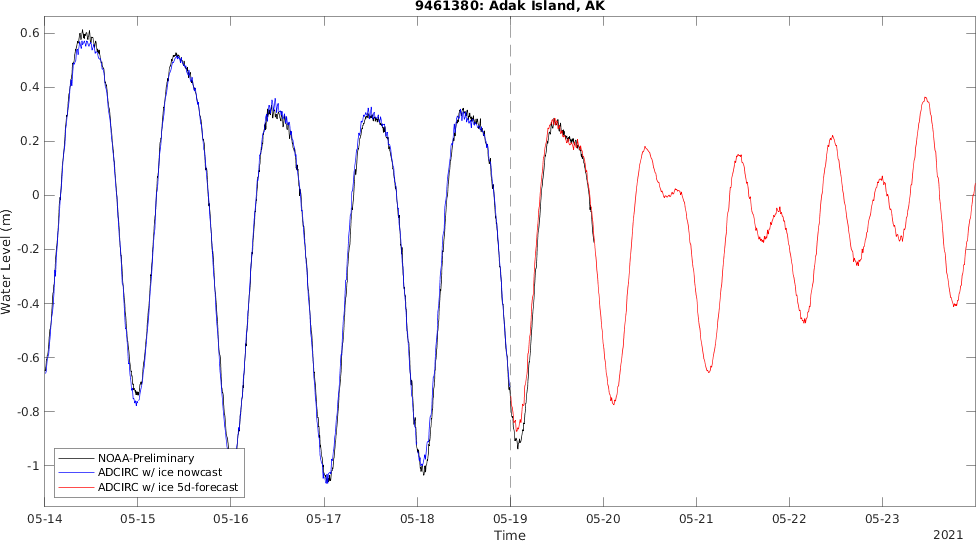 9461380: Adak Island, AK
Water Level (m)
0.6
0.4
0.2
0
-0.2
-0.4
-0.6
-0.8
-1
NOAA-Preliminary
ADCIRC w/ ice nowcast
ADCIRC w/ ice 5d-forecast
05-14 05-15 05-16 05-17 05-18 05-19 05-20 05-21 05-22 05-23
Time
2021